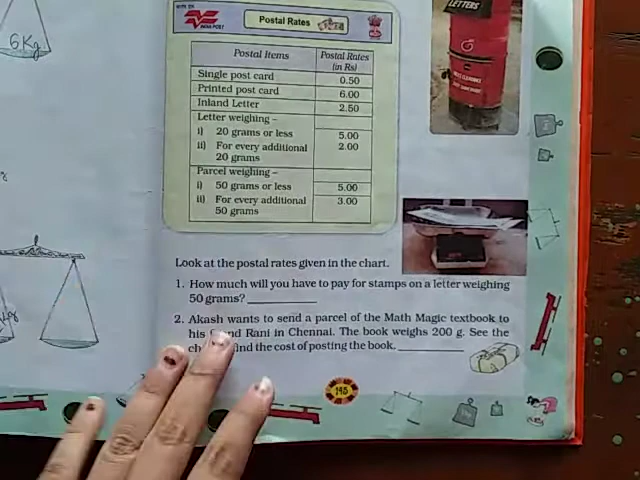 6 Kg
INDIA POST
Postal Rates
LETTERS
Postal Items Postal Rates (in Rs)
Single post card 0.50
Printed post card 6.00
Inland Letter 2.50
Letter weighing –
i) 20 grams or less 5.00
ii) For every additional 2.00
20 grams
Parcel weighing –
i) 50 grams or less 5.00
ii) For every additional 3.00
50 grams
Look at the postal rates given in the chart.
1. How much will you have to pay for stamps on a letter weighing
50 grams?
2. Akash wants to send a parcel of the Math Magic textbook to
his Rani in Chennai. The book weighs 200 g. See the
find the cost of posting the book.
145